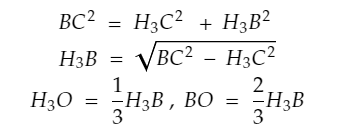 BC² = H₃C² + H₃B²
H₃B = √(BC² − H₃C²)
H₃O = 1/3 H₃B , BO = 2/3 H₃B